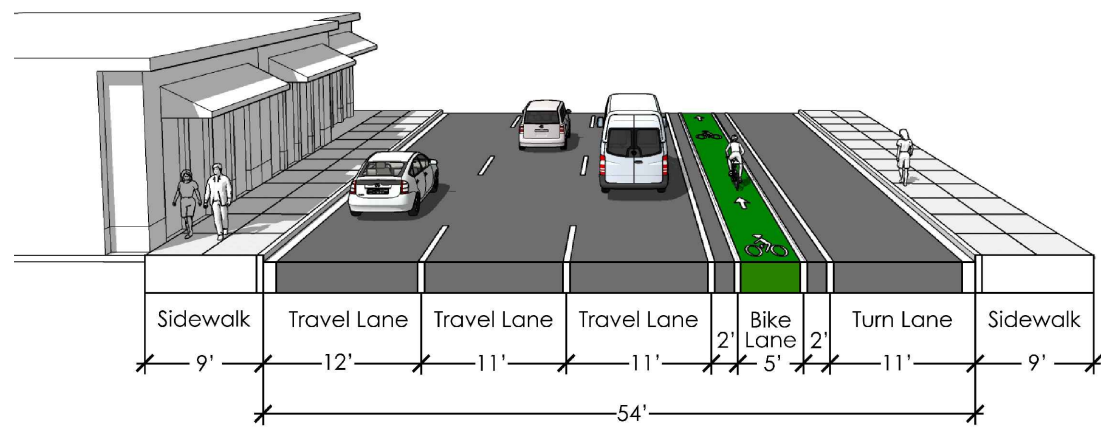 Sidewalk
Travel Lane
Travel Lane
Travel Lane
Bike
Lane
Turn Lane
Sidewalk
9'
12'
11'
11'
2'
5'
2'
11'
9'
54'